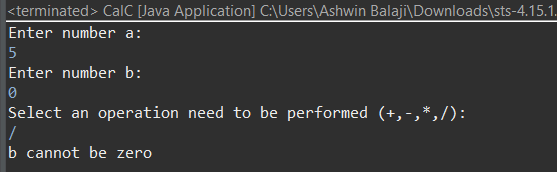 <terminated> CalC [Java Application] C:\Users\Ashwin Balaji\Downloads\sts-4.15.1.
Enter number a:
5
Enter number b:
0
Select an operation need to be performed (+,-,*,/):
/
b cannot be zero